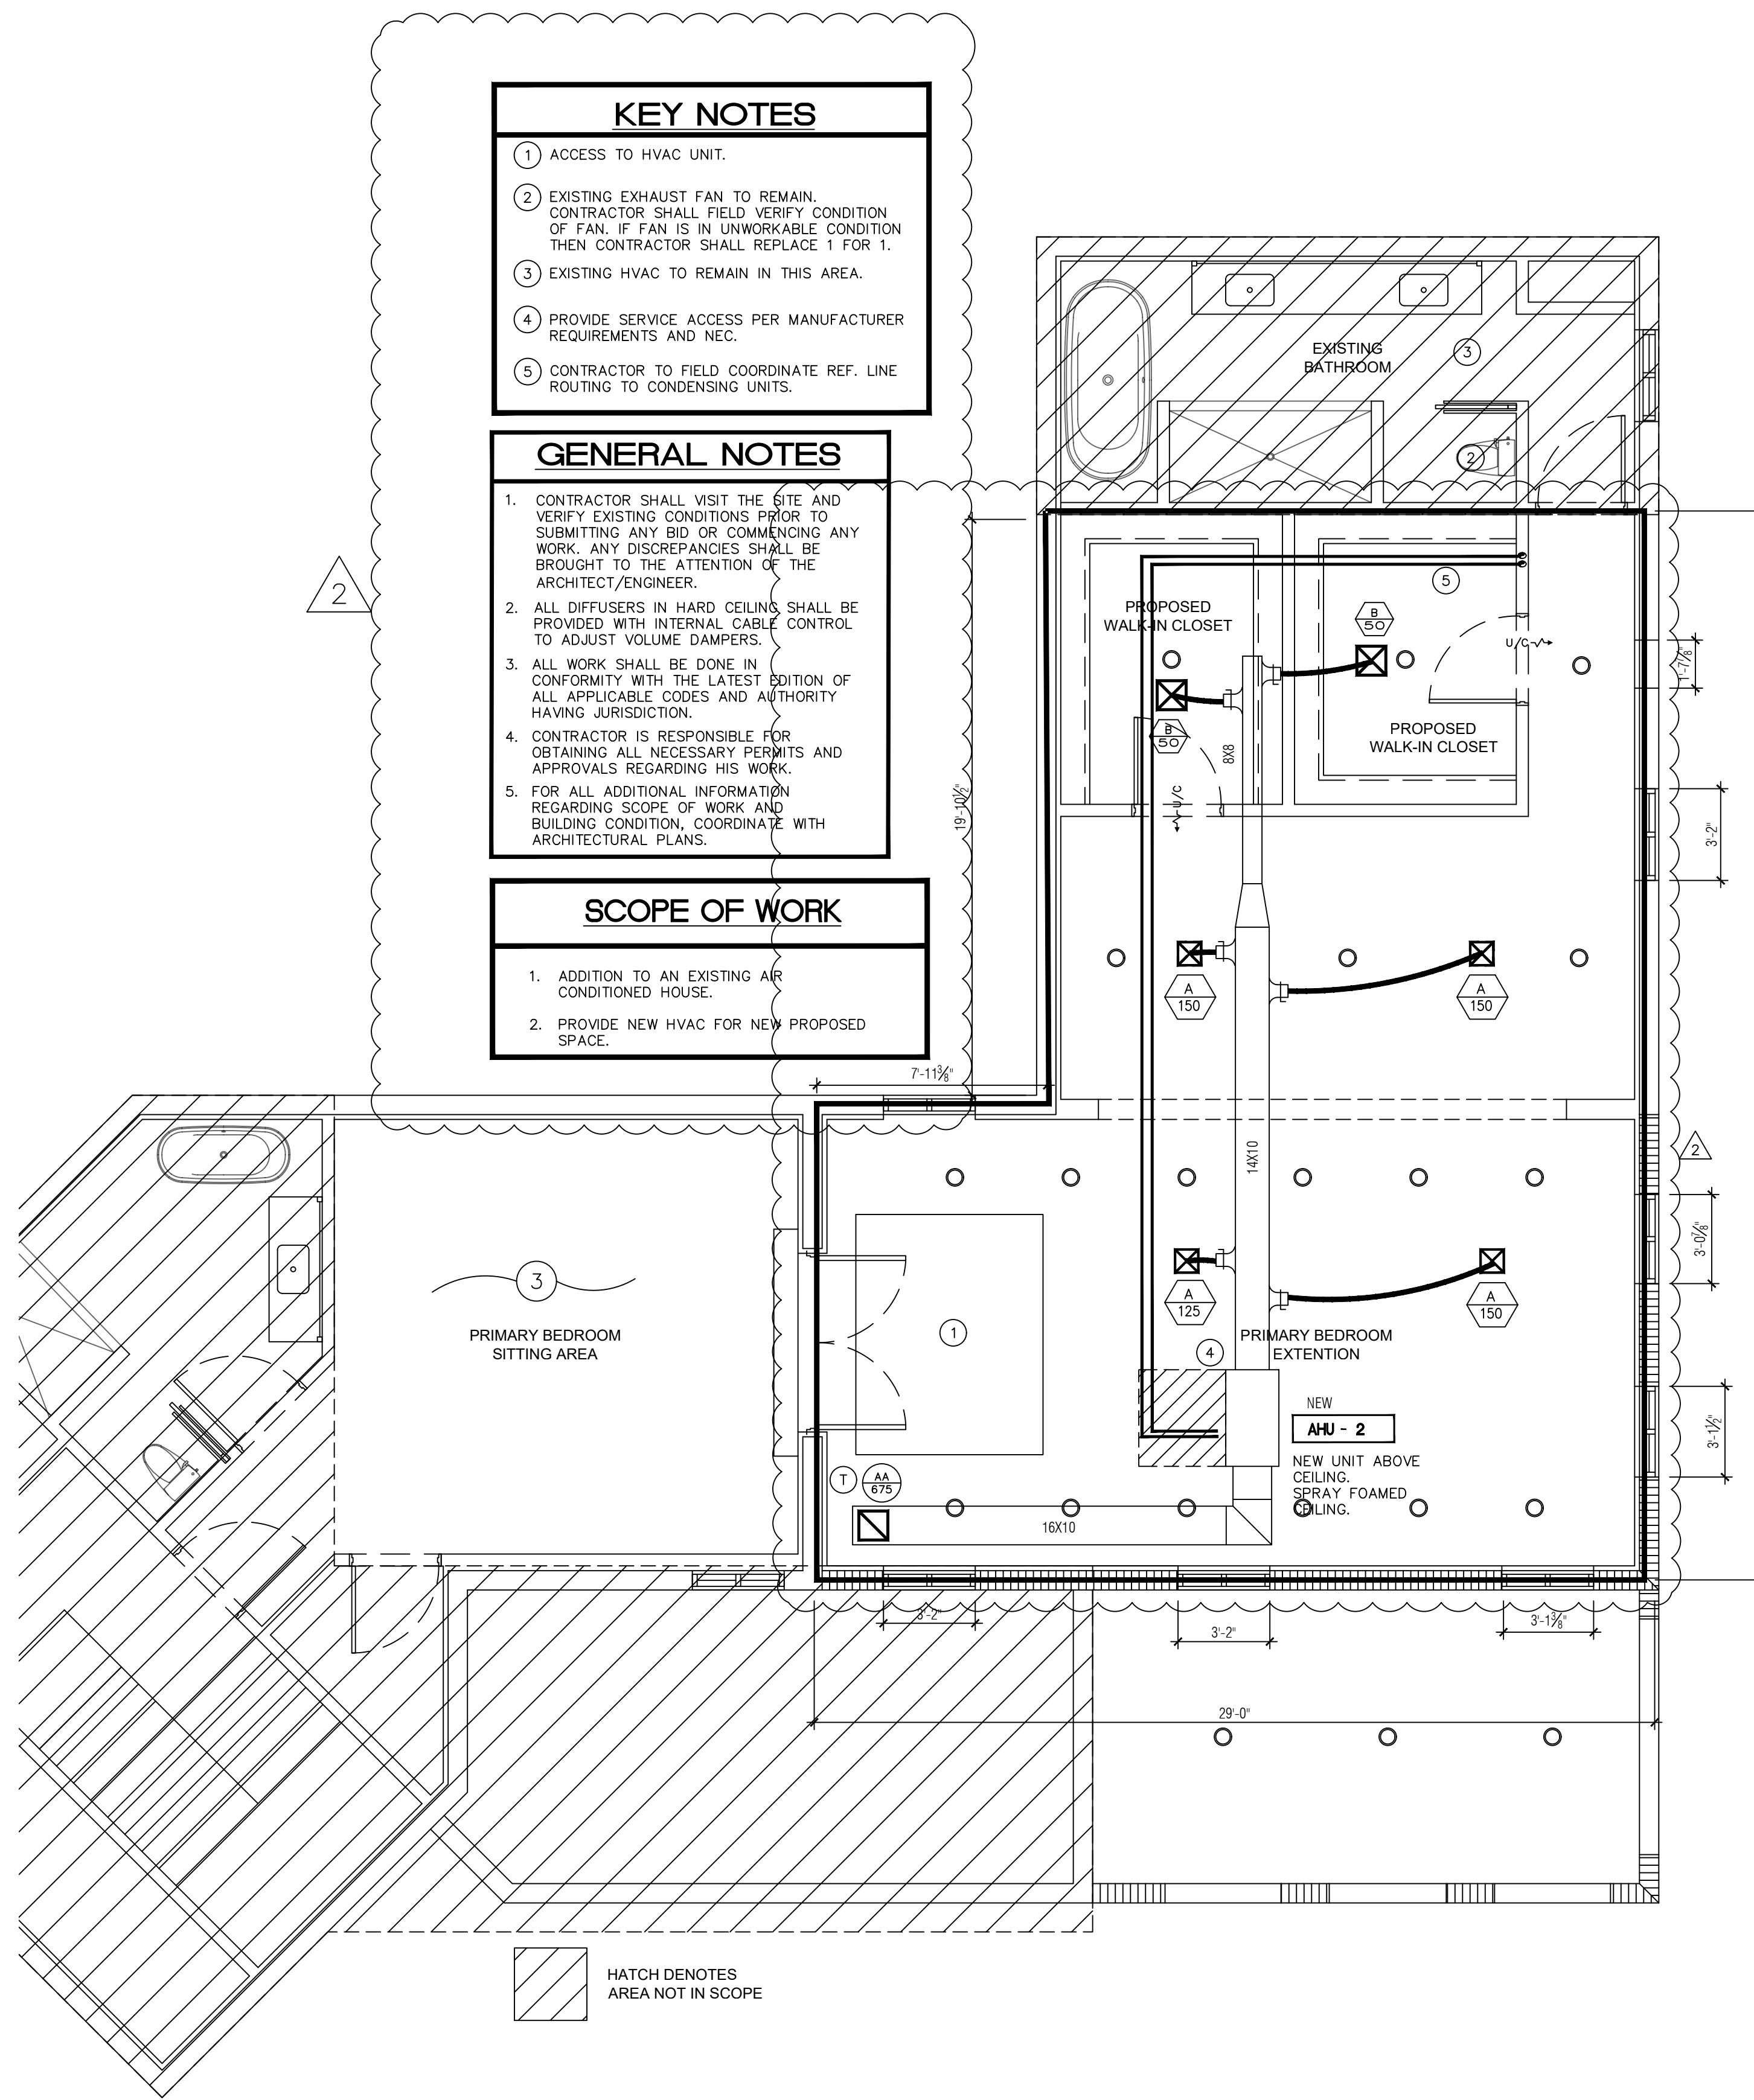 KEY NOTES
1 ACCESS TO HVAC UNIT.
2 EXISTING EXHAUST FAN TO REMAIN.
CONTRACTOR SHALL FIELD VERIFY CONDITION
OF FAN. IF FAN IS IN UNWORKABLE CONDITION
THEN CONTRACTOR SHALL REPLACE 1 FOR 1.
3 EXISTING HVAC TO REMAIN IN THIS AREA.
4 PROVIDE SERVICE ACCESS PER MANUFACTURER
REQUIREMENTS AND NEC.
5 CONTRACTOR TO FIELD COORDINATE REF. LINE
ROUTING TO CONDENSING UNITS.
GENERAL NOTES
1. CONTRACTOR SHALL VISIT THE SITE AND
VERIFY EXISTING CONDITIONS PRIOR TO
SUBMITTING ANY BID OR COMMENCING ANY
WORK. ANY DISCREPANCIES SHALL BE
BROUGHT TO THE ATTENTION OF THE
ARCHITECT/ENGINEER.
2. ALL DIFFUSERS IN HARD CEILING SHALL BE
PROVIDED WITH INTERNAL CABLE CONTROL
TO ADJUST VOLUME DAMPERS.
3. ALL WORK SHALL BE DONE IN
CONFORMITY WITH THE LATEST EDITION OF
ALL APPLICABLE CODES AND AUTHORITY
HAVING JURISDICTION.
4. CONTRACTOR IS RESPONSIBLE FOR
OBTAINING ALL NECESSARY PERMITS AND
APPROVALS REGARDING HIS WORK.
5. FOR ALL ADDITIONAL INFORMATION
REGARDING SCOPE OF WORK AND
BUILDING CONDITION, COORDINATE WITH
ARCHITECTURAL PLANS.
SCOPE OF WORK
1. ADDITION TO AN EXISTING AIR
CONDITIONED HOUSE.
2. PROVIDE NEW HVAC FOR NEW PROPOSED
SPACE.
2
EXISTING
BATHROOM
3
2
5
PROPOSED
WALK-IN CLOSET
B
50
U/C
1'-7⅞"
B
50
8X8
PROPOSED
WALK-IN CLOSET
U/C
19'-10½"
3'-2"
A
150
A
150
7'-11⅜"
14X10
2
3'-0⅞"
3
PRIMARY BEDROOM
SITTING AREA
1
A
125
A
150
4
PRIMARY BEDROOM
EXTENTION
NEW
AHU - 2
NEW UNIT ABOVE
CEILING.
SPRAY FOAMED
CEILING.
3'-1½"
T
AA
675
16X10
3'-2"
3'-2"
3'-1⅜"
29'-0"
HATCH DENOTES
AREA NOT IN SCOPE